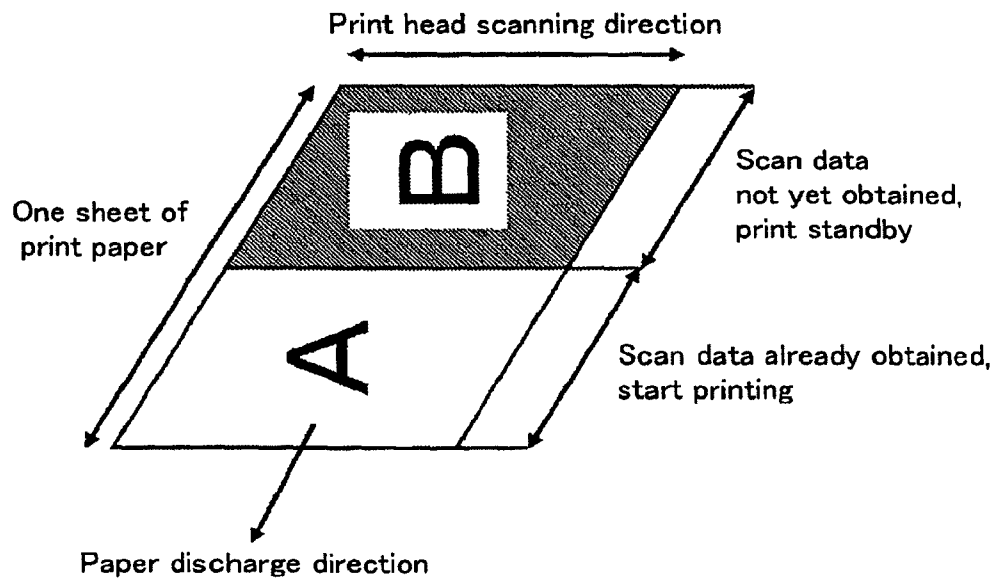 Print head scanning direction
B
Scan data
not yet obtained,
print standby
One sheet of
print paper
A
Scan data already obtained,
start printing
Paper discharge direction